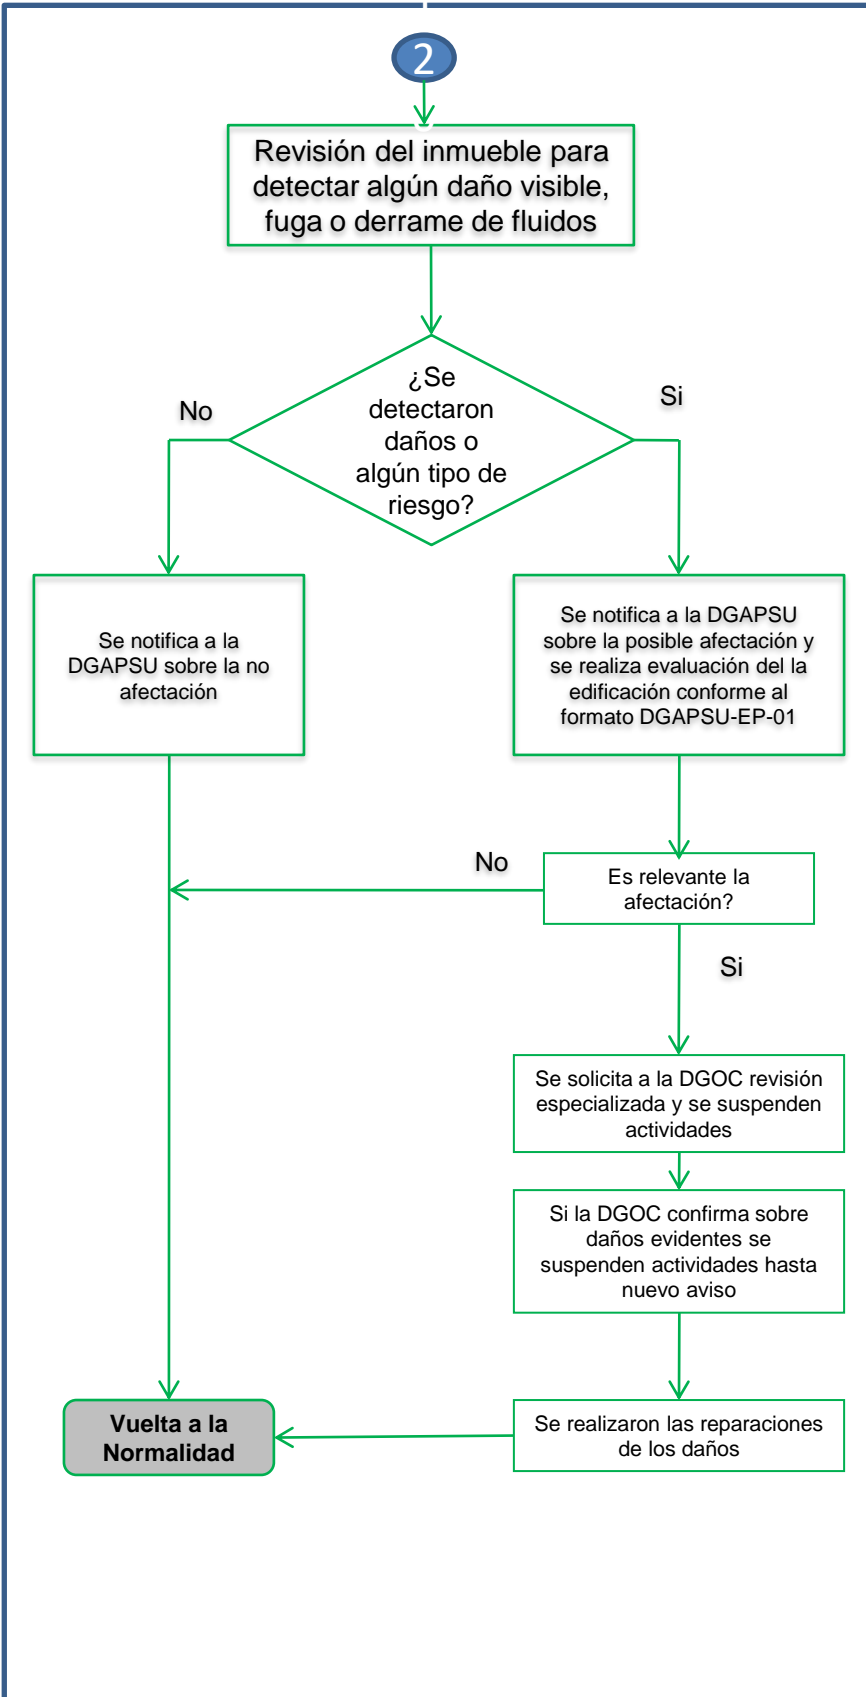 2
Revisión del inmueble para
detectar algún daño visible,
fuga o derrame de fluidos
¿Se
detectaron
daños o
algún tipo de
riesgo?
No
Si
Se notifica a la
DGAPSU sobre la no
afectación
Se notifica a la DGAPSU
sobre la posible afectación y
se realiza evaluación del la
edificación conforme al
formato DGAPSU-EP-01
No
Es relevante la
afectación?
Si
Se solicita a la DGOC revisión
especializada y se suspenden
actividades
Si la DGOC confirma sobre
daños evidentes se
suspenden actividades hasta
nuevo aviso
Vuelta a la
Normalidad
Se realizaron las reparaciones
de los daños